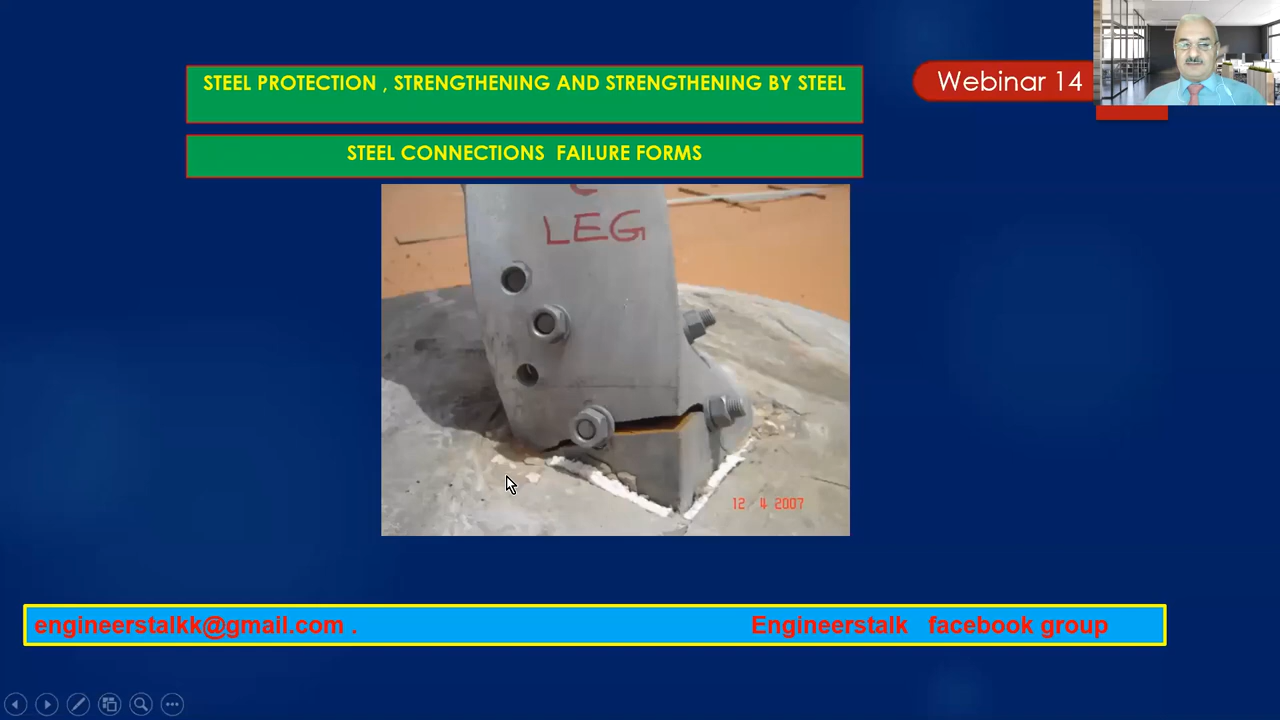 STEEL PROTECTION , STRENGTHENING AND STRENGTHENING BY STEEL
Webinar 14
STEEL CONNECTIONS FAILURE FORMS
LEG
12 4 2007
engineerstalkk@gmail.com .
Engineerstalk facebook group